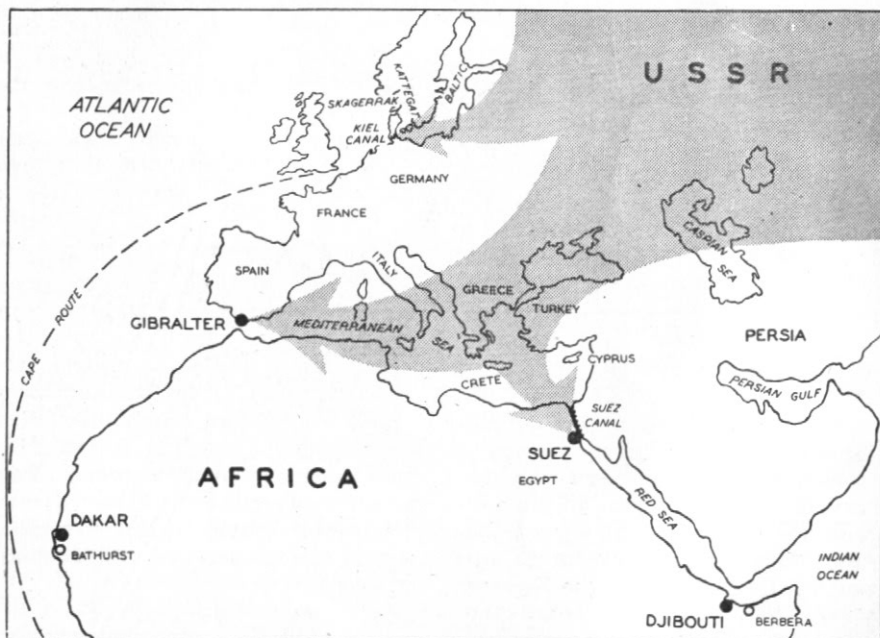 USSR
ATLANTIC
OCEAN
SKAGERRAK
KATTEGAT
BALTIC
KIEL
CANAL
GERMANY
FRANCE
CASPIAN
SEA
ITALY
SPAIN
GREECE
TURKEY
GIBRALTER
MEDITERRANEAN
SEA
CAPE ROUTE
PERSIA
CYPRUS
CRETE
PERSIAN GULF
SUEZ
CANAL
SUEZ
AFRICA
EGYPT
RED SEA
DAKAR
BATHURST
INDIAN
OCEAN
DJIBOUTI
BERBERA